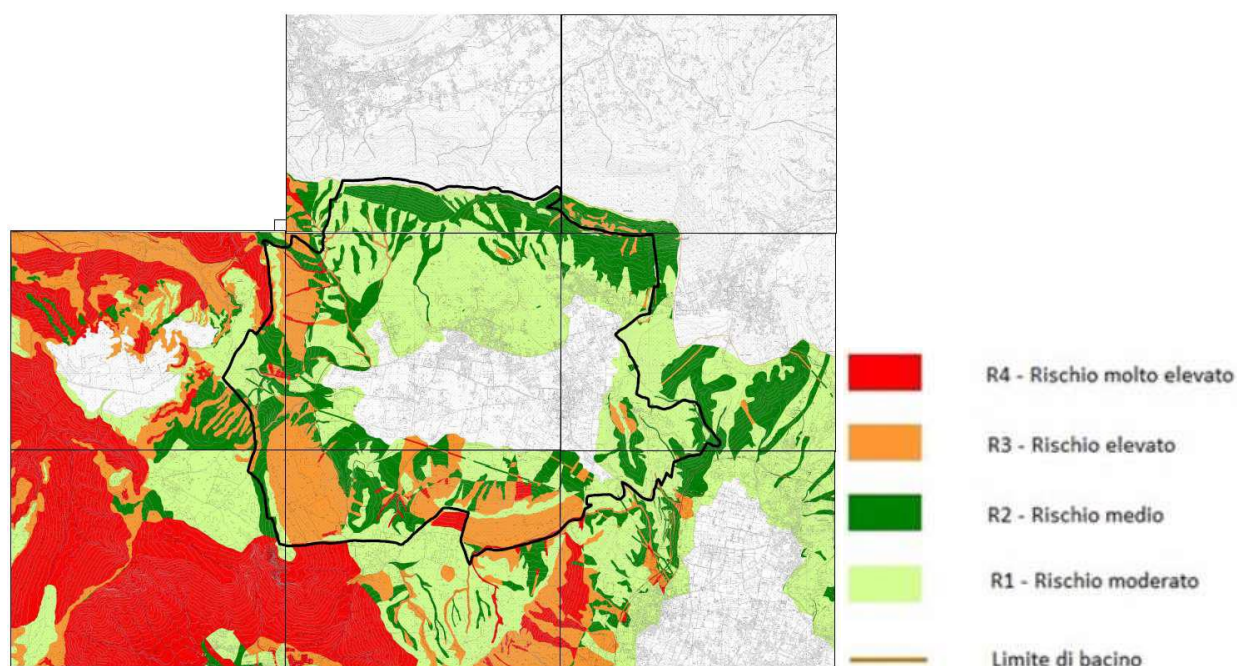 R4 - Rischio molto elevato
R3 - Rischio elevato
R2 - Rischio medio
R1 - Rischio moderato
Limite di bacino